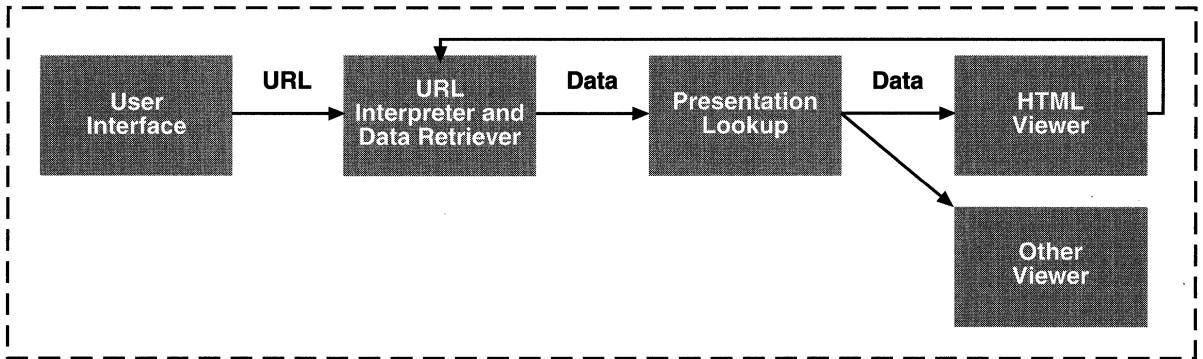 User
Interface
URL
URL
Interpreter and
Data Retriever
Data
Presentation
Lookup
Data
HTML
Viewer
Other
Viewer